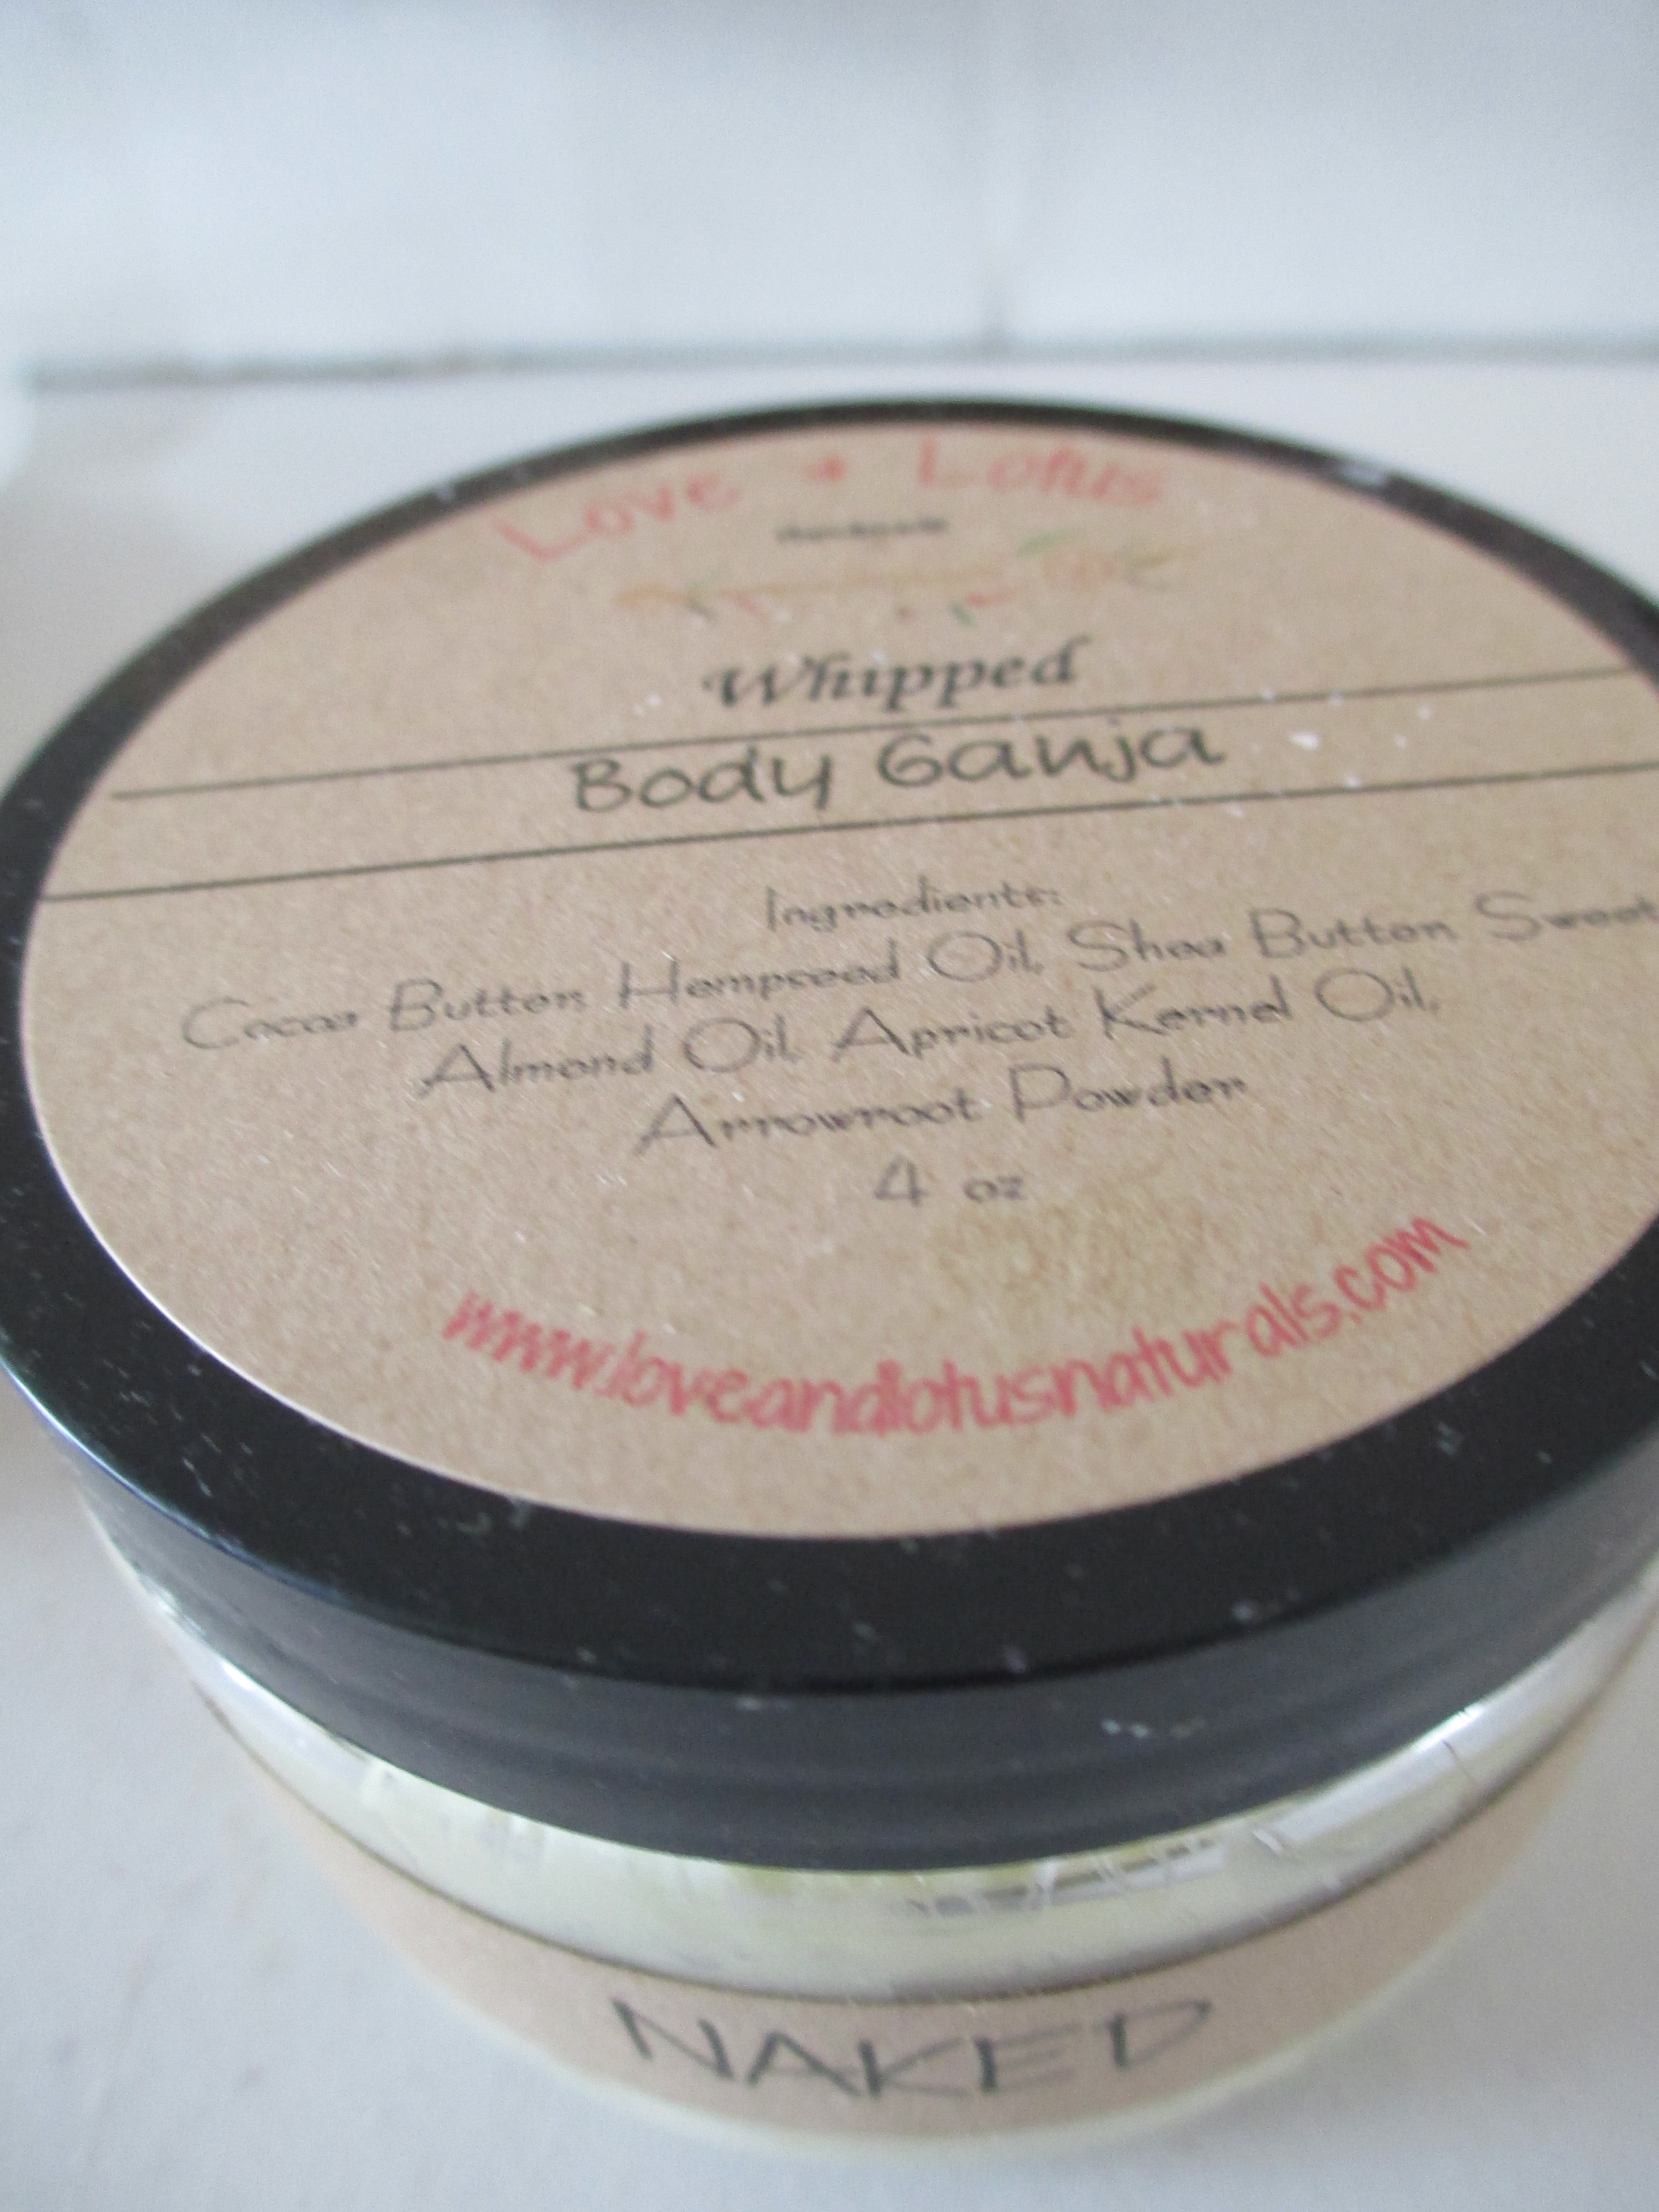 Love + Lotus
Whipped
Body Ganja
Ingredients:
Cocoa Butter, Hempseed Oil, Shea Butter, Sweet
Almond Oil, Apricot Kernel Oil,
Arrowroot Powder
4 oz
www.loveandlotusnaturals.com
NAKED